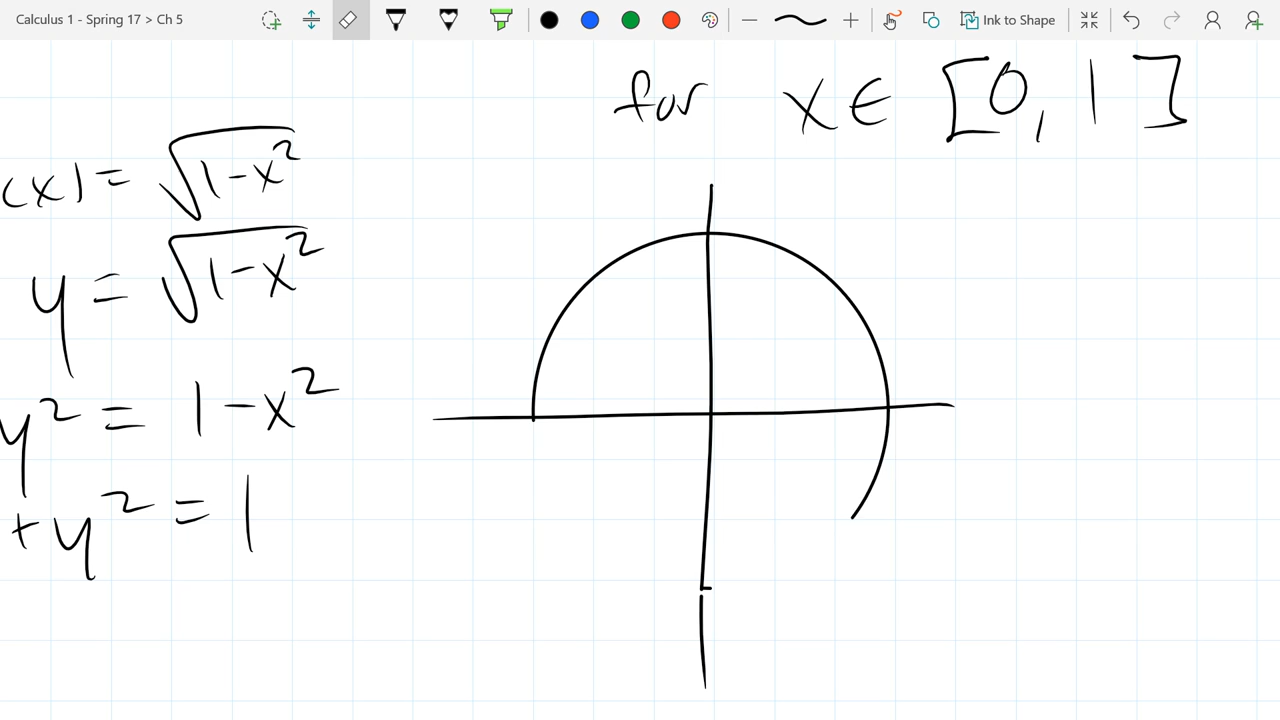 Calculus 1 - Spring 17 > Ch 5
Ink to Shape
for x ∈ [0, 1]
(x) = √(1-x²)
y = √(1-x²)
y² = 1-x²
+y² = 1